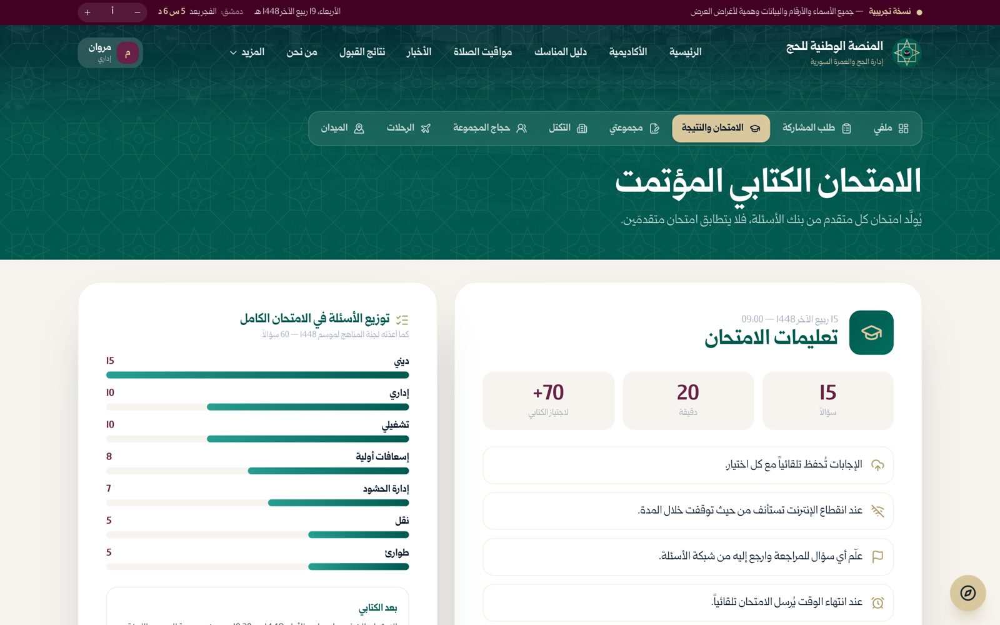 نسخة تجريبية — جميع الأسماء والأرقام والبيانات وهمية لأغراض العرض
الأربعاء، 19 ربيع الآخر 1448 هـ
دمشق: الفجر بعد 5 س 6 د
− أ +
المنصة الوطنية للحج
إدارة الحج والعمرة السورية
الرئيسية
الأكاديمية
دليل المناسك
مواقيت الصلاة
الأخبار
نتائج القبول
من نحن
المزيد
م
مروان
إداري
ملفي
طلب المشاركة
الامتحان والنتيجة
مجموعتي
التكتل
حجاج المجموعة
الرحلات
الميدان
الامتحان الكتابي المؤتمت
يُولَّد امتحان كل متقدم من بنك الأسئلة، فلا يتطابق امتحان متقدمَين.
15 ربيع الآخر 1448 — 09:00
تعليمات الامتحان
15
سؤالاً
20
دقيقة
70+
لاجتياز الكتابي
الإجابات تُحفظ تلقائياً مع كل اختيار.
عند انقطاع الإنترنت تستأنف من حيث توقفت خلال المدة.
علّم أي سؤال للمراجعة وارجع إليه من شبكة الأسئلة.
عند انتهاء الوقت يُرسل الامتحان تلقائياً.
توزيع الأسئلة في الامتحان الكامل
كما أعدّته لجنة المناهج لموسم 1448 — 60 سؤالاً
ديني 15
إداري 10
تشغيلي 10
إسعافات أولية 8
إدارة الحشود 7
نقل 5
طوارئ 5
بعد الكتابي